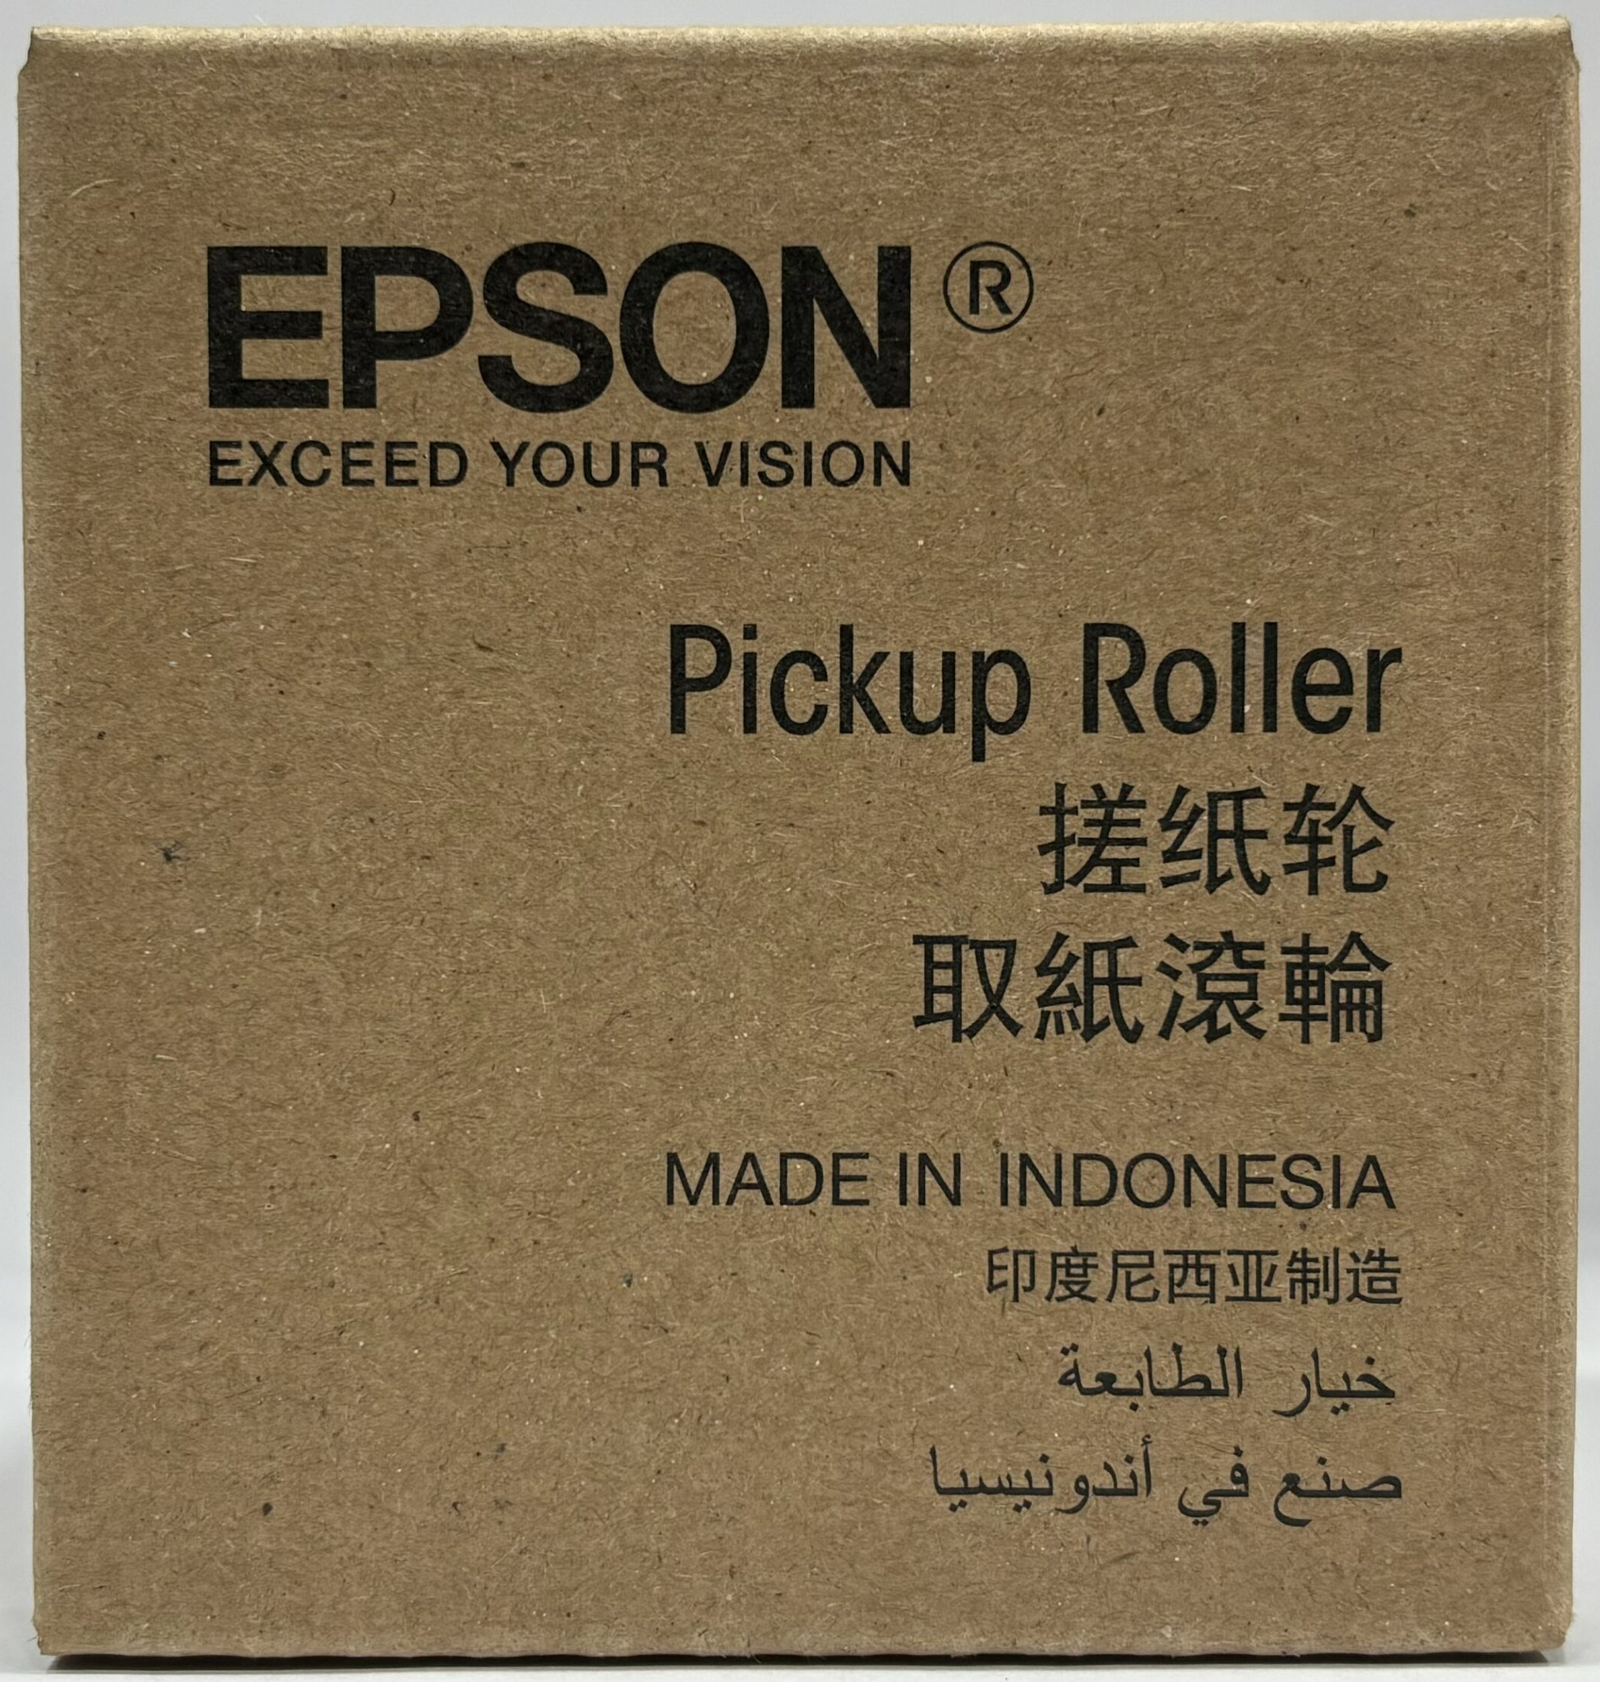 EPSON®
EXCEED YOUR VISION
Pickup Roller
搓纸轮
取紙滾輪
MADE IN INDONESIA
印度尼西亚制造
خيار الطابعة
صنع في أندونيسيا